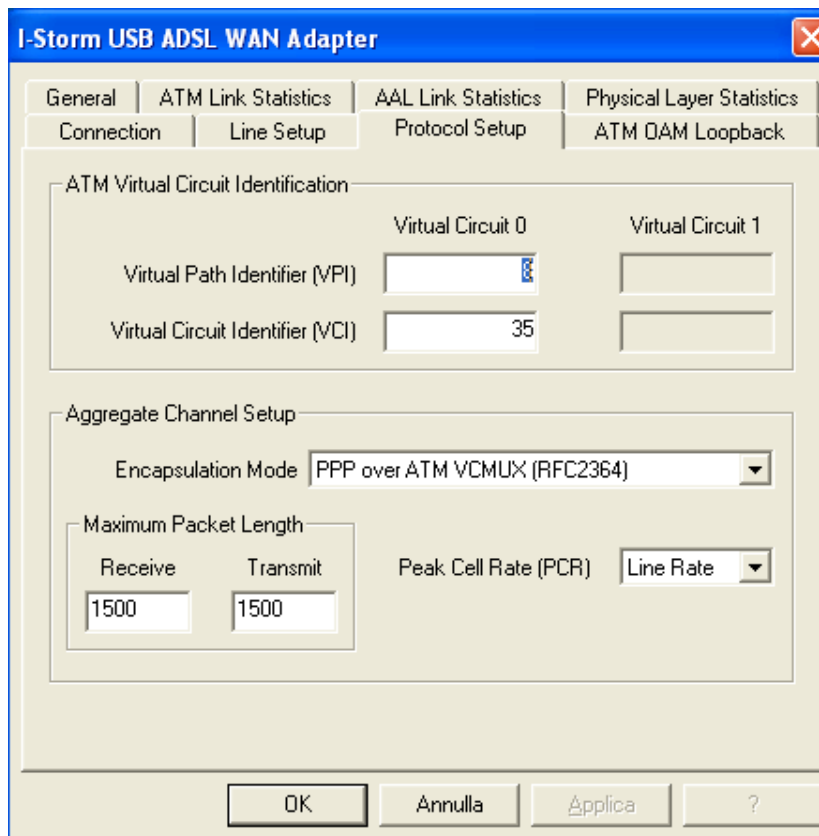 I-Storm USB ADSL WAN Adapter
General ATM Link Statistics AAL Link Statistics Physical Layer Statistics
Connection Line Setup Protocol Setup ATM OAM Loopback
ATM Virtual Circuit Identification
Virtual Circuit 0 Virtual Circuit 1
Virtual Path Identifier (VPI) 8
Virtual Circuit Identifier (VCI) 35
Aggregate Channel Setup
Encapsulation Mode PPP over ATM VCMUX (RFC2364)
Maximum Packet Length
Receive Transmit Peak Cell Rate (PCR) Line Rate
1500 1500
OK Annulla Applica ?